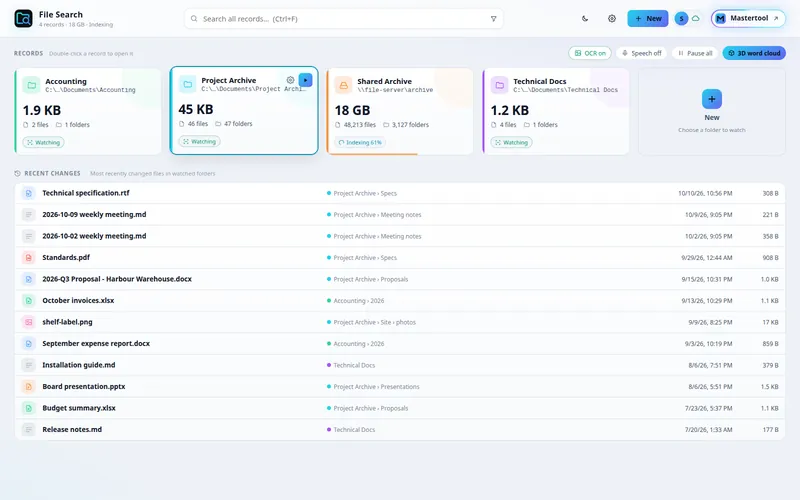 File Search
4 records · 18 GB · Indexing
Search all records... (Ctrl+F)
New
S
Mastertool
RECORDS
Double-click a record to open it
OCR on
Speech off
Pause all
3D word cloud
Accounting
C:\…\Documents\Accounting
1.9 KB
2 files
1 folders
Watching
Project Archive
C:\…\Documents\Project Archi…
45 KB
46 files
47 folders
Watching
Shared Archive
\\file-server\archive
18 GB
48,213 files
3,127 folders
Indexing 61%
Technical Docs
C:\…\Documents\Technical Docs
1.2 KB
4 files
1 folders
Watching
New
Choose a folder to watch
RECENT CHANGES
Most recently changed files in watched folders
Technical specification.rtf Project Archive › Specs 10/10/26, 10:56 PM 308 B
2026-10-09 weekly meeting.md Project Archive › Meeting notes 10/9/26, 9:05 PM 221 B
2026-10-02 weekly meeting.md Project Archive › Meeting notes 10/2/26, 9:05 PM 358 B
Standards.pdf Project Archive › Specs 9/29/26, 12:44 AM 908 B
2026-Q3 Proposal - Harbour Warehouse.docx Project Archive › Proposals 9/15/26, 10:31 PM 1.0 KB
October invoices.xlsx Accounting › 2026 9/13/26, 10:29 PM 1.1 KB
shelf-label.png Project Archive › Site › photos 9/9/26, 8:25 PM 17 KB
September expense report.docx Accounting › 2026 9/3/26, 10:19 PM 859 B
Installation guide.md Technical Docs 8/6/26, 7:51 PM 379 B
Board presentation.pptx Project Archive › Presentations 8/6/26, 5:51 PM 1.5 KB
Budget summary.xlsx Project Archive › Proposals 7/23/26, 5:37 PM 1.1 KB
Release notes.md Technical Docs 7/20/26, 1:33 AM 177 B